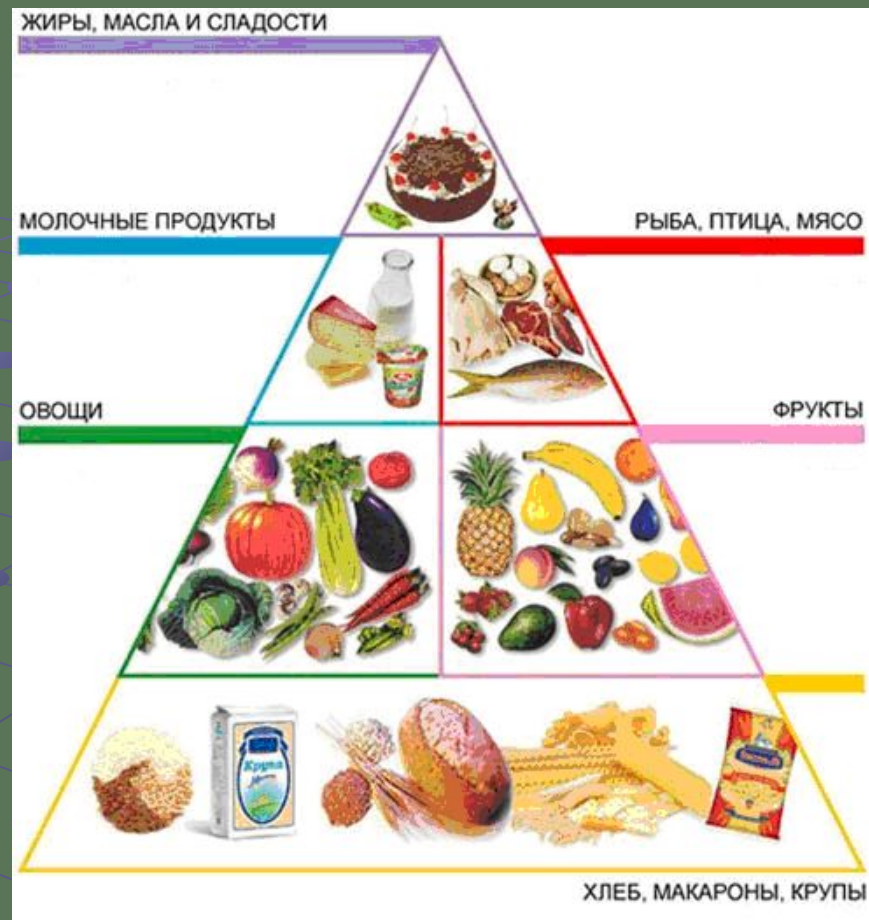 ЖИРЫ, МАСЛА И СЛАДОСТИ
МОЛОЧНЫЕ ПРОДУКТЫ
РЫБА, ПТИЦА, МЯСО
ОВОЩИ
ФРУКТЫ
Крупа
ХЛЕБ, МАКАРОНЫ, КРУПЫ